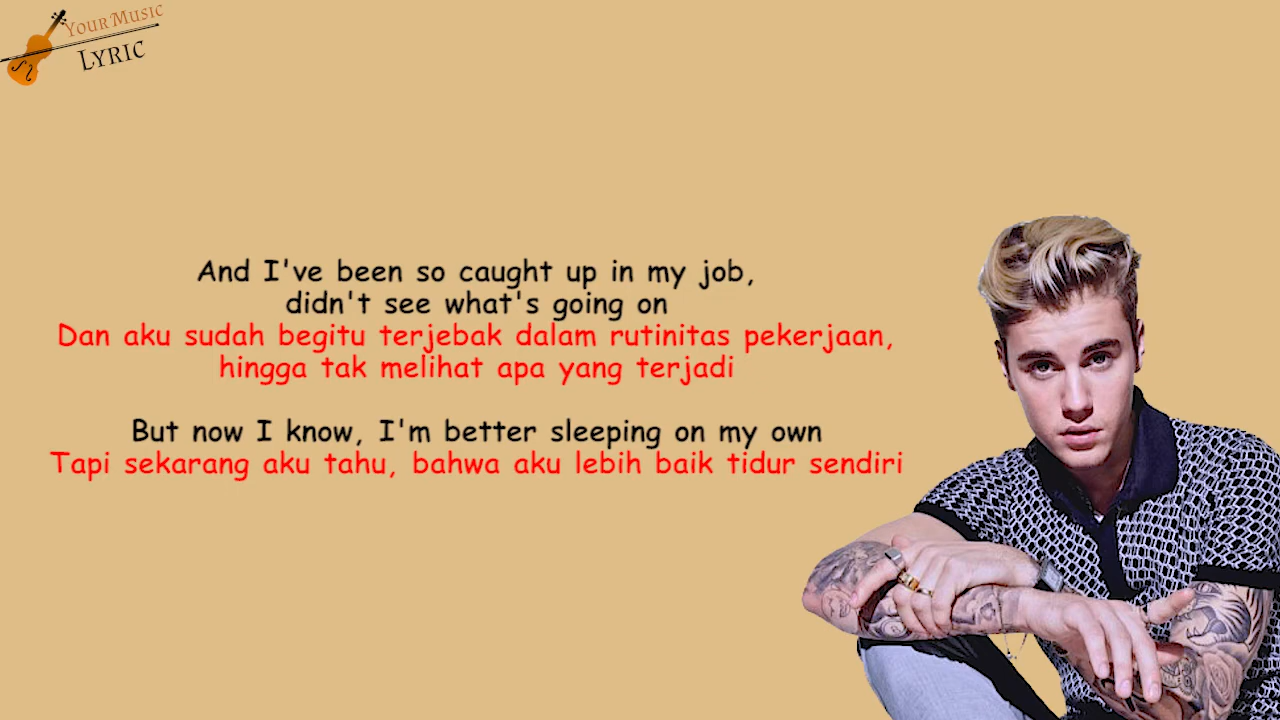 YOUR MUSIC
LYRIC
And I've been so caught up in my job,
didn't see what's going on
Dan aku sudah begitu terjebak dalam rutinitas pekerjaan,
hingga tak melihat apa yang terjadi
But now I know, I'm better sleeping on my own
Tapi sekarang aku tahu, bahwa aku lebih baik tidur sendiri